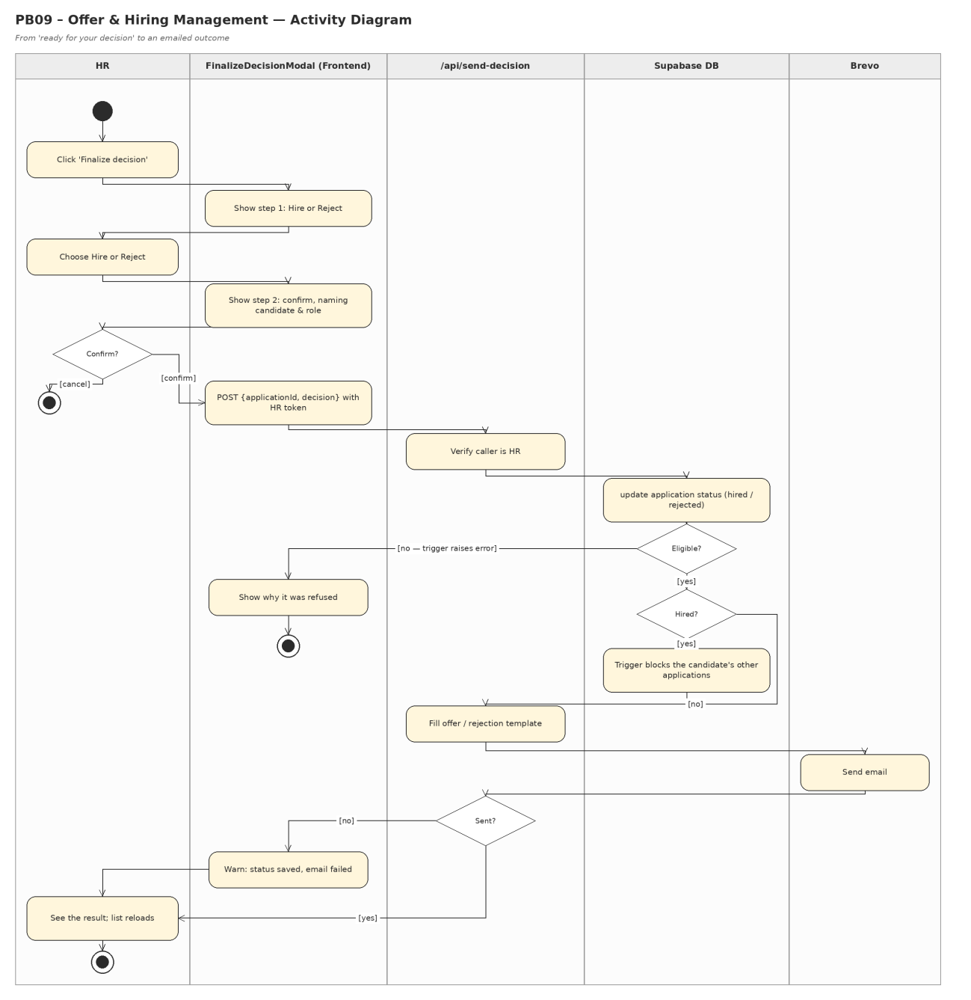 PB09 – Offer & Hiring Management — Activity Diagram
From 'ready for your decision' to an emailed outcome
HR
FinalizeDecisionModal (Frontend)
/api/send-decision
Supabase DB
Brevo
Click 'Finalize decision'
Show step 1: Hire or Reject
Choose Hire or Reject
Show step 2: confirm, naming
candidate & role
Confirm?
[confirm]
[cancel]
POST {applicationId, decision} with
HR token
Verify caller is HR
update application status (hired /
rejected)
Eligible?
[no — trigger raises error]
[yes]
Show why it was refused
Hired?
[yes]
Trigger blocks the candidate's other
applications
[no]
Fill offer / rejection template
Send email
Sent?
[no]
Warn: status saved, email failed
See the result; list reloads
[yes]